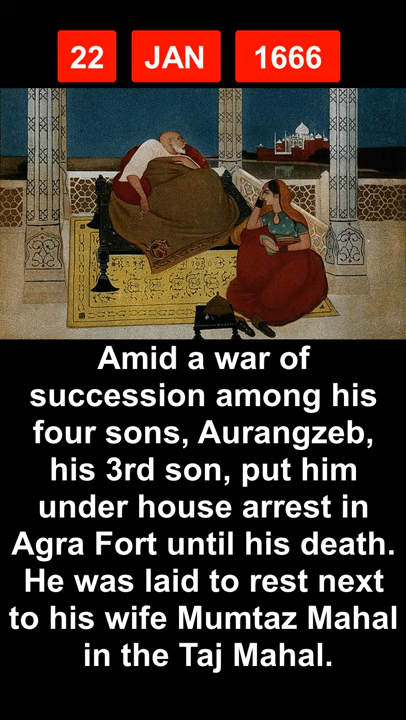 22 JAN 1666
Amid a war of
succession among his
four sons, Aurangzeb,
his 3rd son, put him
under house arrest in
Agra Fort until his death.
He was laid to rest next
to his wife Mumtaz Mahal
in the Taj Mahal.